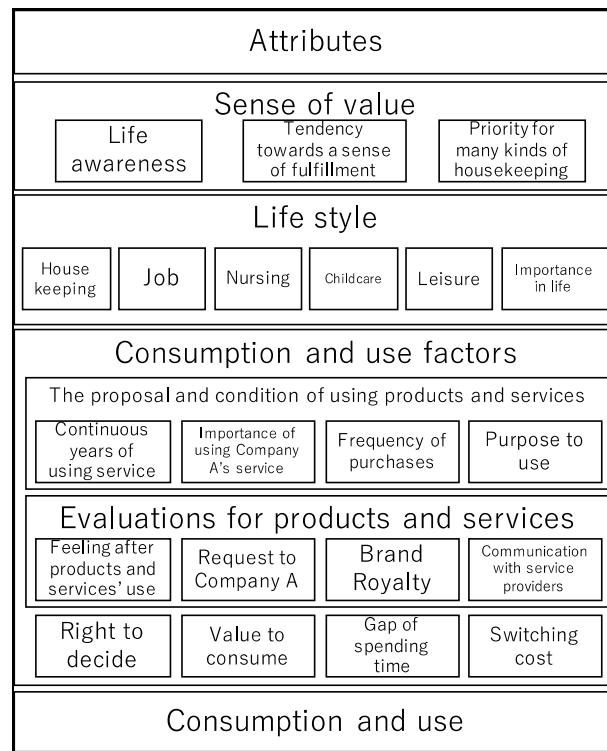 Attributes
Sense of value
Life
awareness
Tendency
towards a sense
of fulfillment
Priority for
many kinds of
housekeeping
Life style
House
keeping
Job
Nursing
Childcare
Leisure
Importance
in life
Consumption and use factors
The proposal and condition of using products and services
Continuous
years of
using service
Importance of
using Company
A's service
Frequency of
purchases
Purpose to
use
Evaluations for products and services
Feeling after
products and
services' use
Request to
Company A
Brand
Royalty
Communication
with service
providers
Right to
decide
Value to
consume
Gap of
spending
time
Switching
cost
Consumption and use